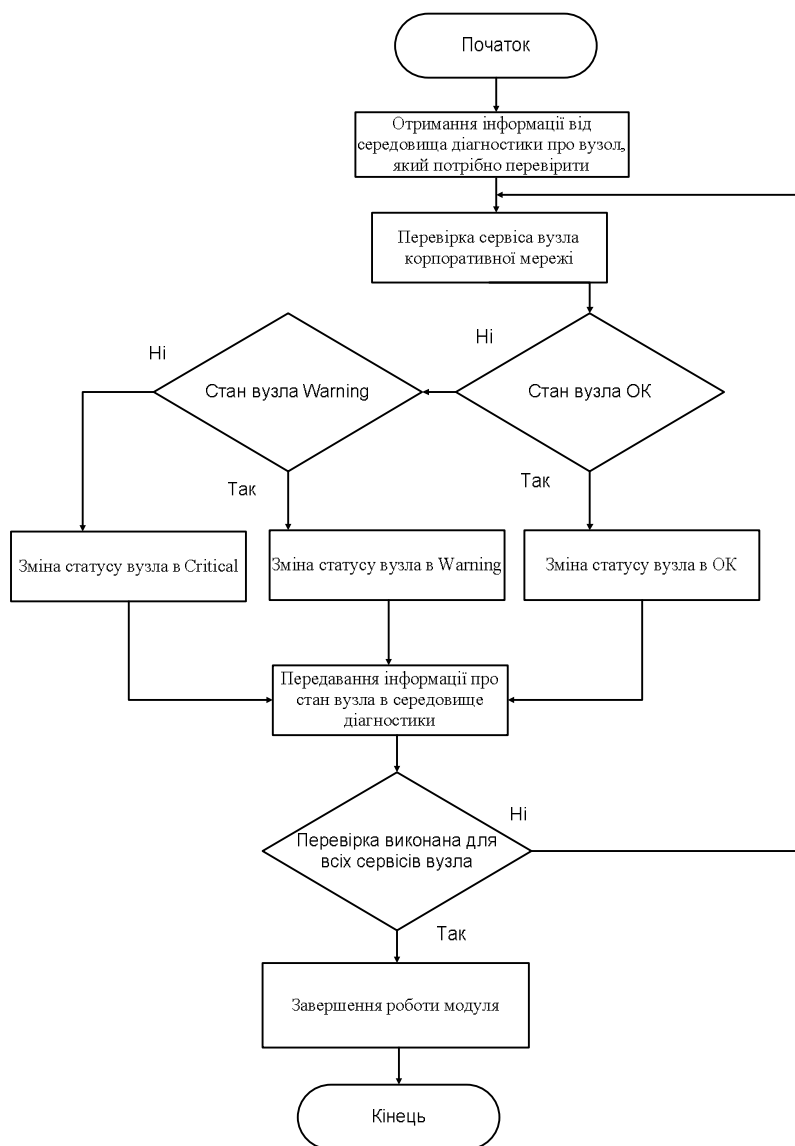 Початок
Отримання інформації від
середовища діагностики про вузол,
який потрібно перевірити
Перевірка сервіса вузла
корпоративної мережі
Ні
Ні
Стан вузла Warning
Стан вузла ОК
Так
Так
Зміна статусу вузла в Critical
Зміна статусу вузла в Warning
Зміна статусу вузла в ОК
Передавання інформації про
стан вузла в середовище
діагностики
Ні
Перевірка виконана для
всіх сервісів вузла
Так
Завершення роботи модуля
Кінець